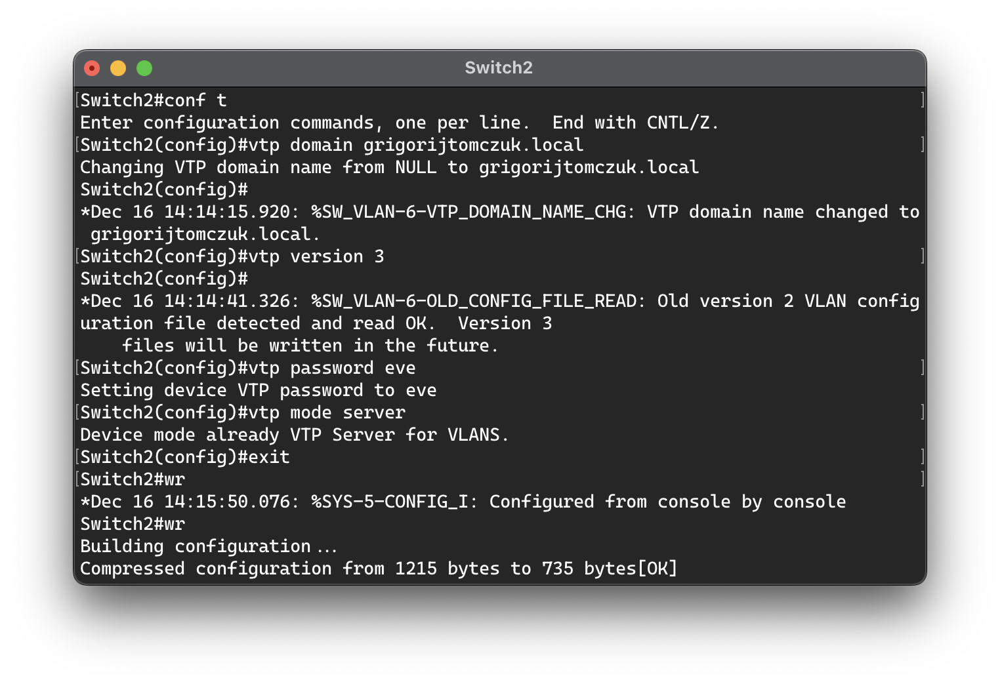 Switch2
Switch2#conf t
Enter configuration commands, one per line.  End with CNTL/Z.
Switch2(config)#vtp domain grigorijtomczuk.local
Changing VTP domain name from NULL to grigorijtomczuk.local
Switch2(config)#
*Dec 16 14:14:15.920: %SW_VLAN-6-VTP_DOMAIN_NAME_CHG: VTP domain name changed to
 grigorijtomczuk.local.
Switch2(config)#vtp version 3
Switch2(config)#
*Dec 16 14:14:41.326: %SW_VLAN-6-OLD_CONFIG_FILE_READ: Old version 2 VLAN config
uration file detected and read OK.  Version 3
    files will be written in the future.
Switch2(config)#vtp password eve
Setting device VTP password to eve
Switch2(config)#vtp mode server
Device mode already VTP Server for VLANS.
Switch2(config)#exit
Switch2#wr
*Dec 16 14:15:50.076: %SYS-5-CONFIG_I: Configured from console by console
Switch2#wr
Building configuration...
Compressed configuration from 1215 bytes to 735 bytes[OK]